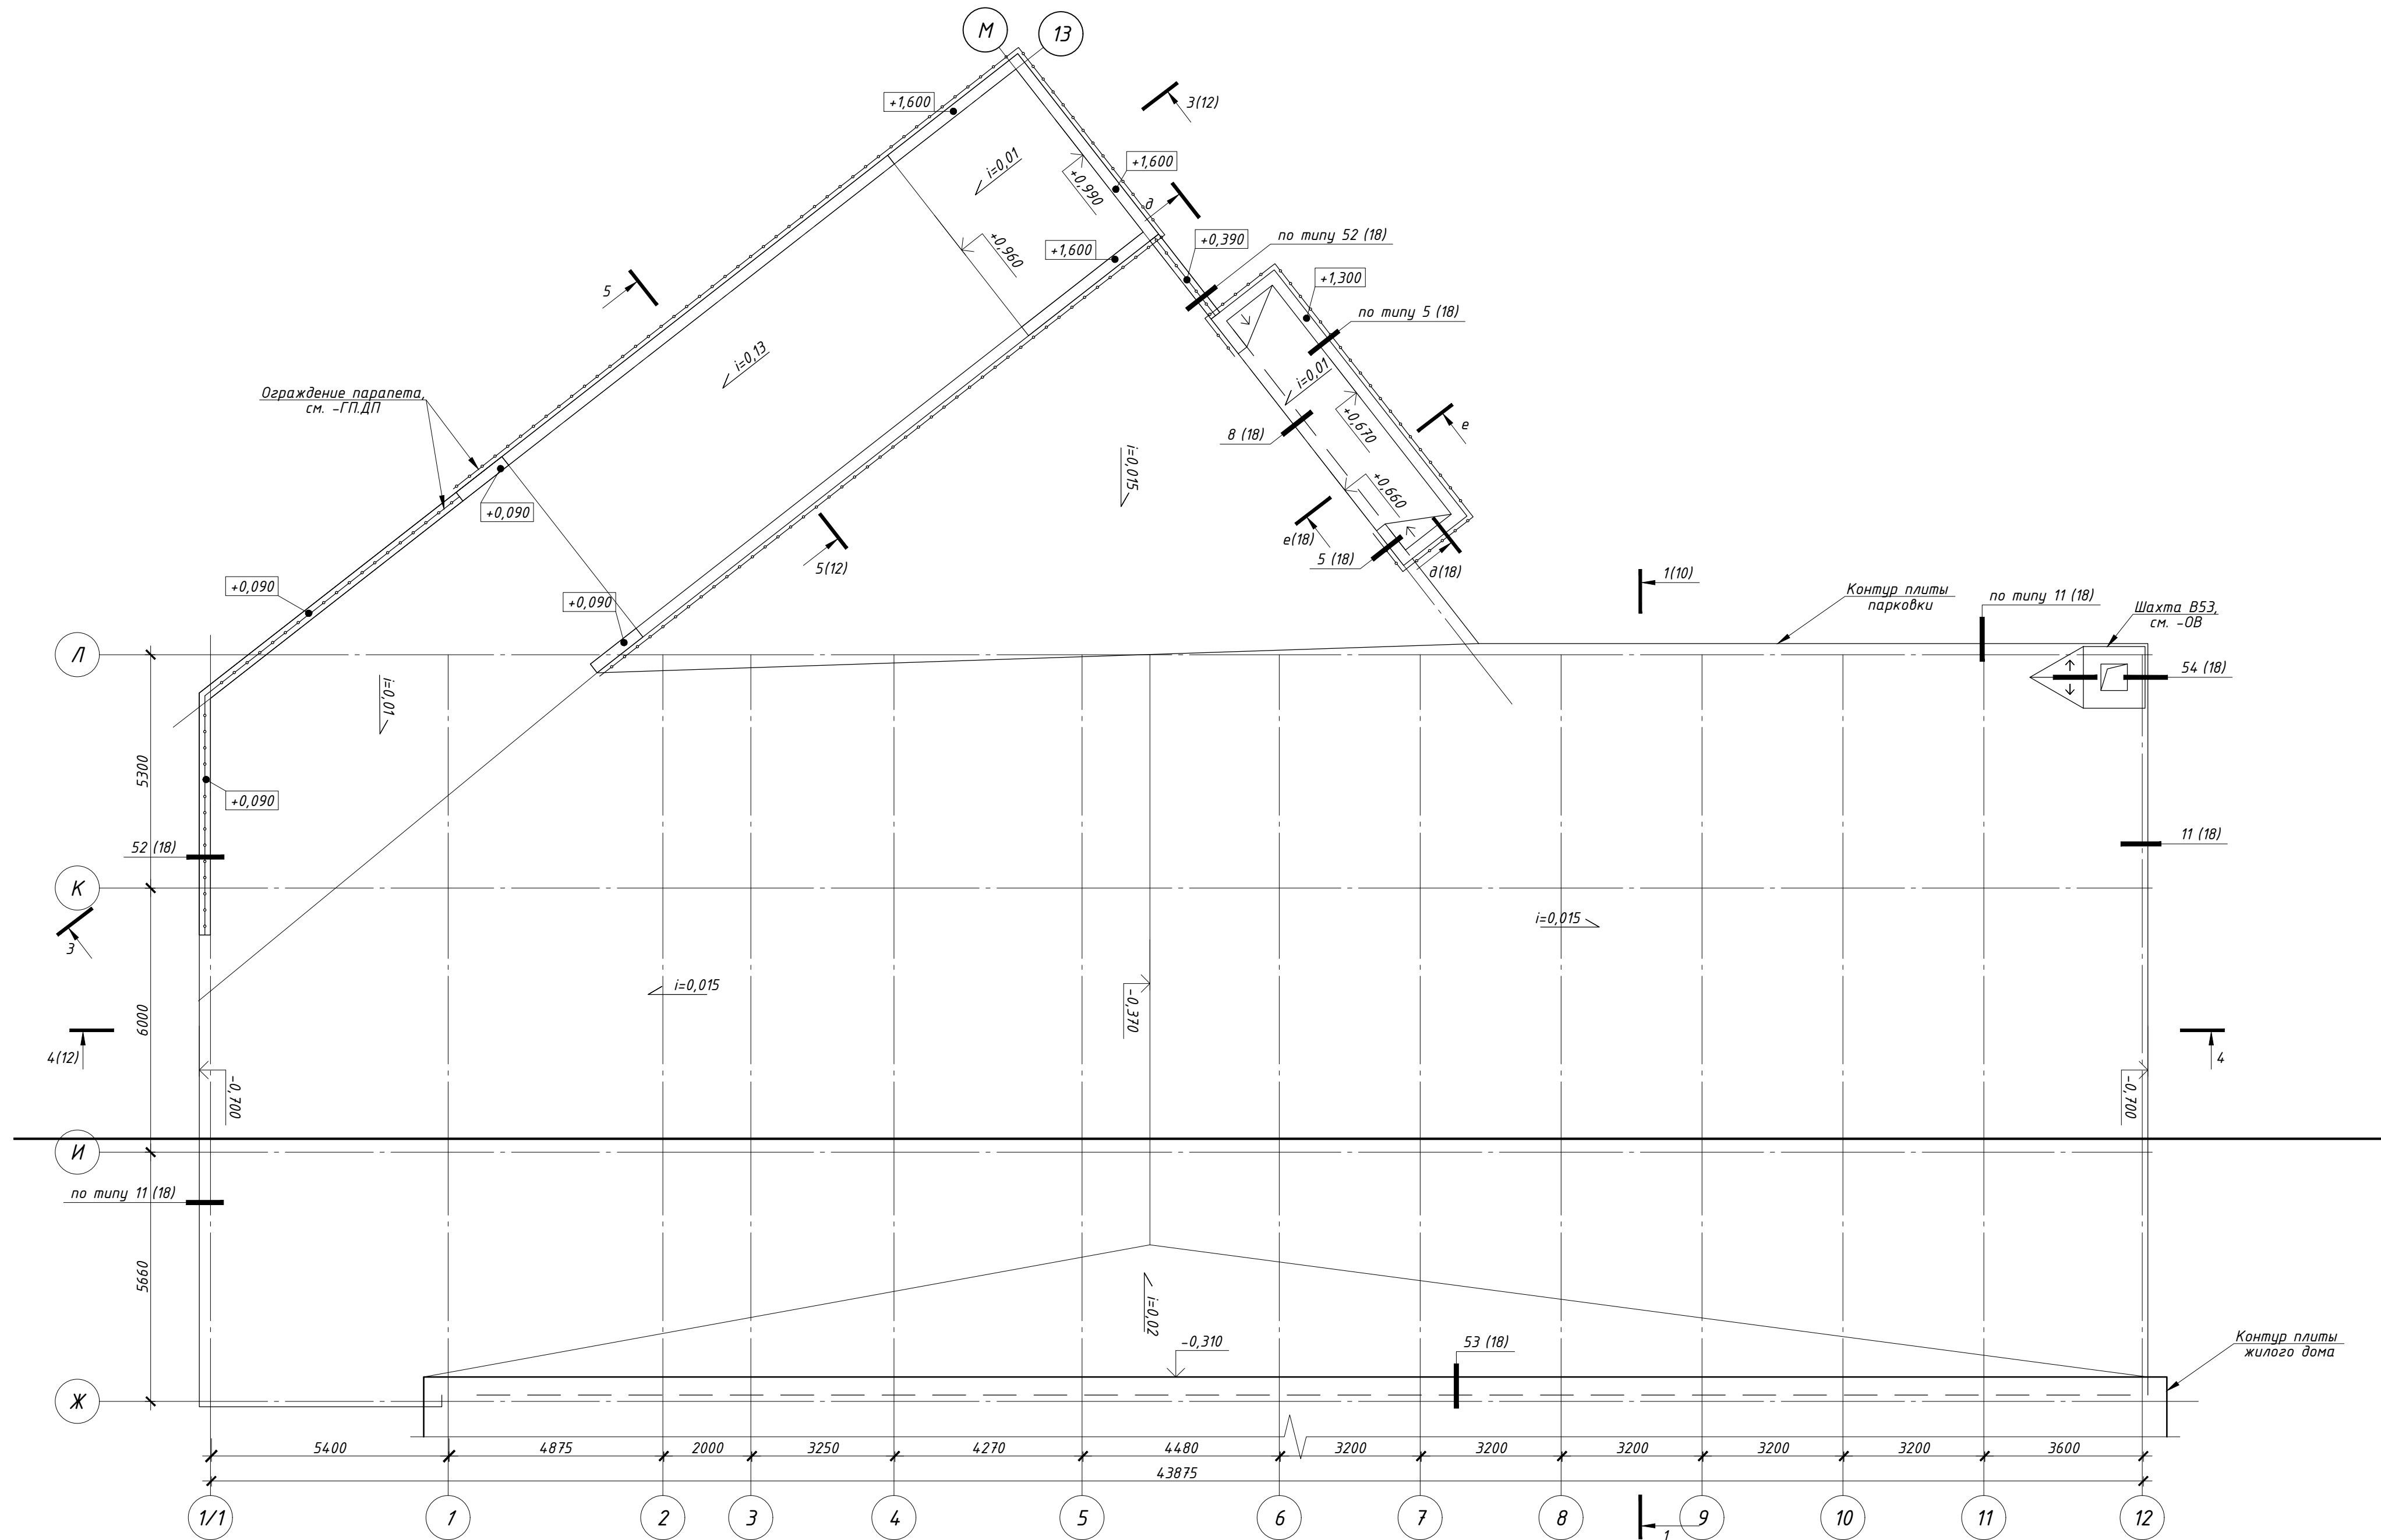 М
13
+1,600
3(12)
i=0,01
+1,600
+0,990
д
+0,960
+1,600
+0,390
по типу 52 (18)
+1,300
5
по типу 5 (18)
i=0,13
i=0,01
Ограждение парапета,
см. -ГП.ДП
+0,670
е
8 (18)
i=0,015
+0,660
+0,090
е(18)
5 (18)
д(18)
5(12)
1(10)
+0,090
+0,090
Контур плиты
парковки
по типу 11 (18)
Шахта В53,
см. -ОВ
Л
54 (18)
i=0,01
5300
+0,090
52 (18)
11 (18)
К
3
i=0,015
i=0,015
-0,370
6000
4(12)
4
-0,700
-0,700
И
по типу 11 (18)
5660
i=0,02
-0,310
53 (18)
Контур плиты
жилого дома
Ж
5400
4875
2000
3250
4270
4480
3200
3200
3200
3200
3200
3600
43875
1/1
1
2
3
4
5
6
7
8
9
10
11
12
1